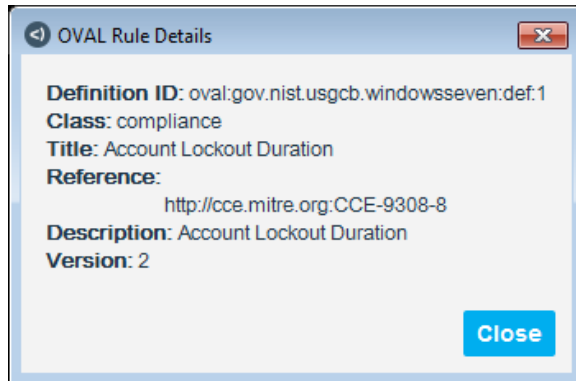 OVAL Rule Details
Definition ID: oval:gov.nist.usgcb.windowsseven:def:1
Class: compliance
Title: Account Lockout Duration
Reference:
http://cce.mitre.org:CCE-9308-8
Description: Account Lockout Duration
Version: 2
Close